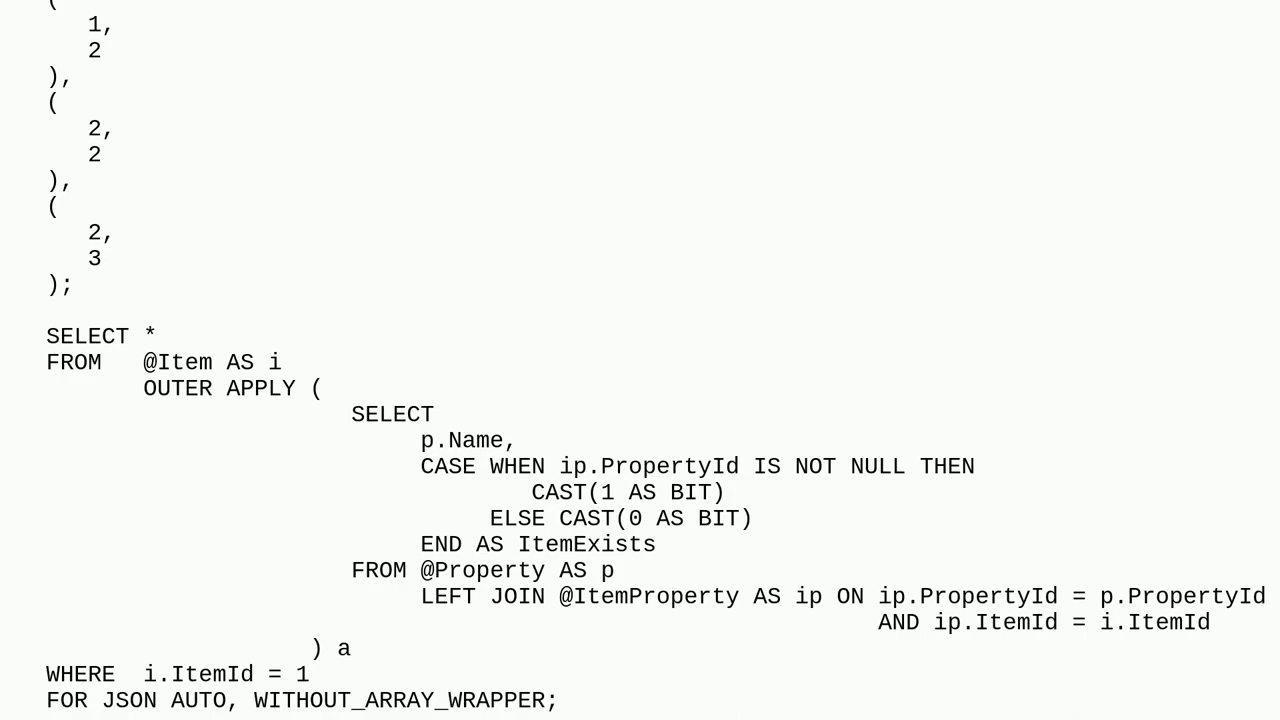 (
1,
2
),
(
2,
2
),
(
2,
3
);
SELECT *
FROM   @Item AS i
OUTER APPLY (
SELECT
p.Name,
CASE WHEN ip.PropertyId IS NOT NULL THEN
CAST(1 AS BIT)
ELSE CAST(0 AS BIT)
END AS ItemExists
FROM @Property AS p
LEFT JOIN @ItemProperty AS ip ON ip.PropertyId = p.PropertyId
AND ip.ItemId = i.ItemId
) a
WHERE  i.ItemId = 1
FOR JSON AUTO, WITHOUT_ARRAY_WRAPPER;